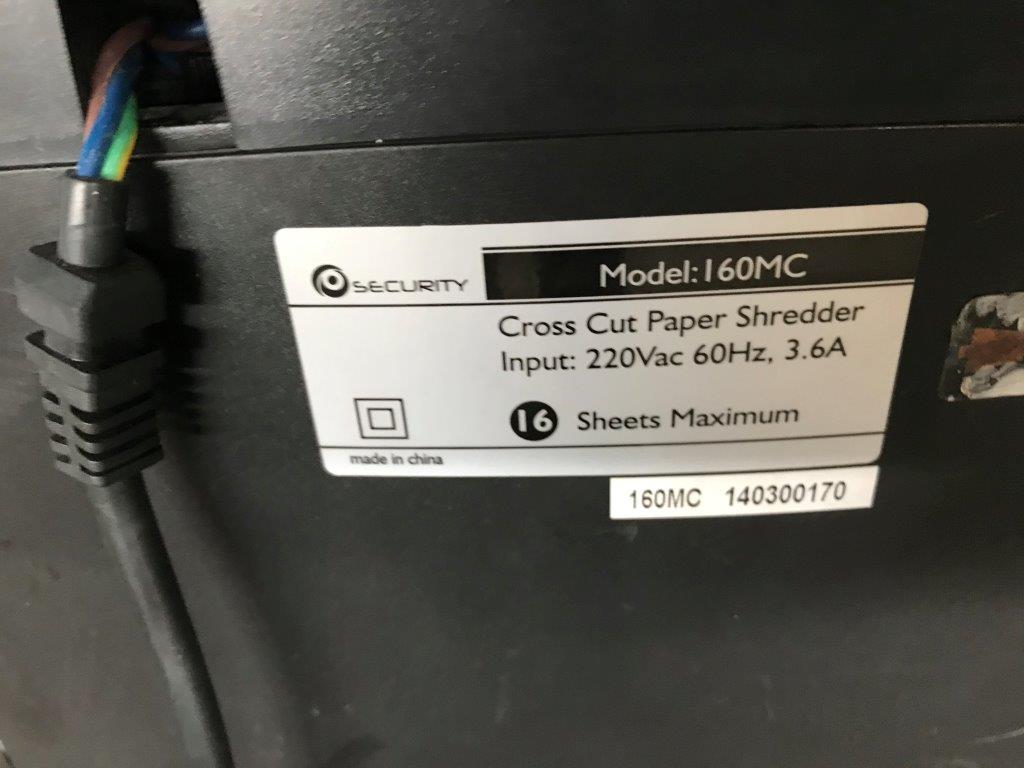 SECURITY
Model:160MC
Cross Cut Paper Shredder
Input: 220Vac 60Hz, 3.6A
16 Sheets Maximum
made in china
160MC 140300170